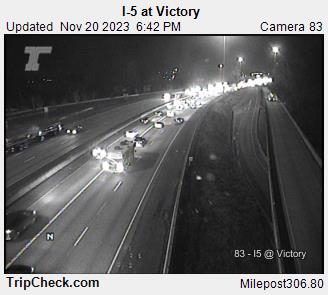 I-5 at Victory
Updated Nov 20 2023 6:42 PM Camera 83
T
N
83 - I5 @ Victory
TripCheck.com Milepost306.80